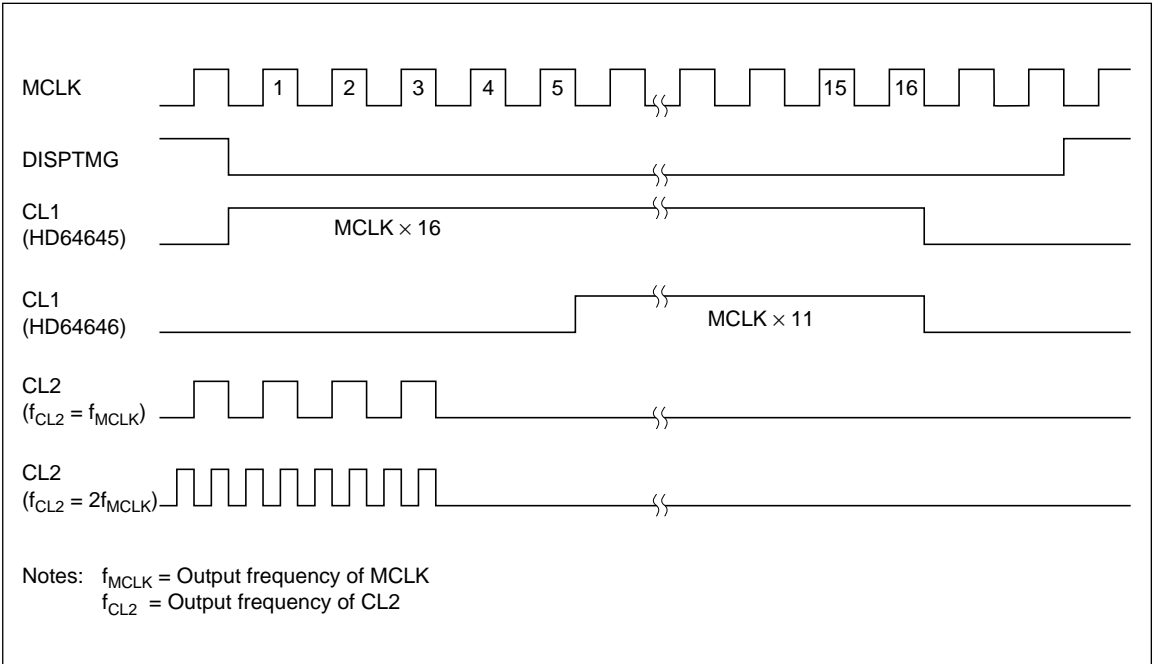 MCLK 1 2 3 4 5 15 16
DISPTMG
CL1
(HD64645)
MCLK × 16
CL1
(HD64646)
MCLK × 11
CL2
(fCL2 = fMCLK)
CL2
(fCL2 = 2fMCLK)
Notes: fMCLK = Output frequency of MCLK
fCL2 = Output frequency of CL2